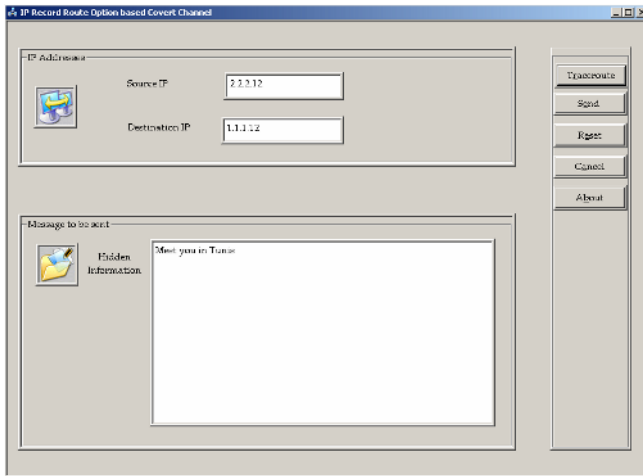 IP Record Route Option based Covert Channel
IP Addresses
Source IP
2.2.2.12
Destination IP
1.1.1.12
Traceroute
Send
Reset
Cancel
About
Message to be sent
Hidden
Information
Meet you in Tunis